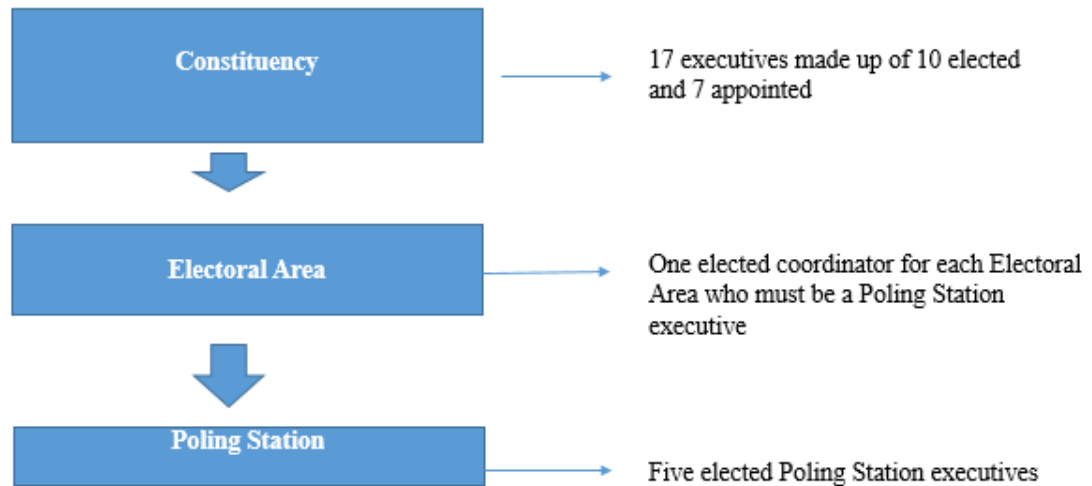 Constituency
17 executives made up of 10 elected
and 7 appointed
Electoral Area
One elected coordinator for each Electoral
Area who must be a Poling Station
executive
Poling Station
Five elected Poling Station executives